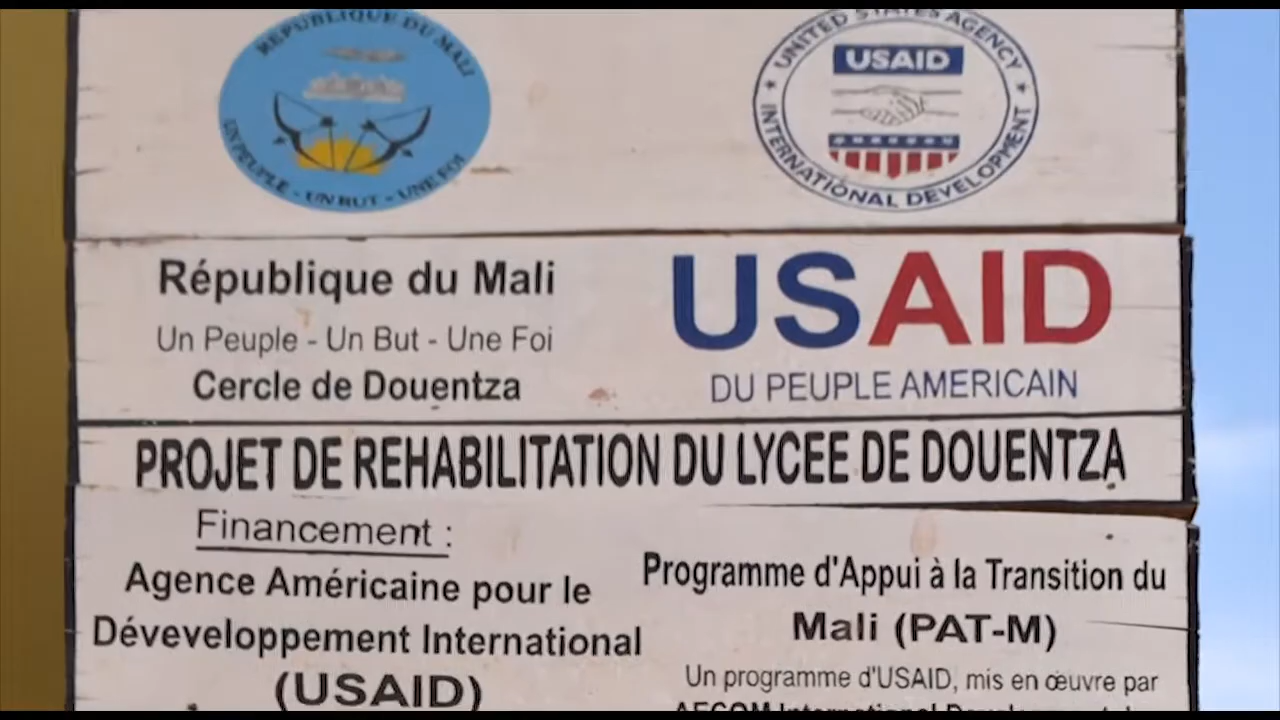 REPUBLIQUE DU MALI
UN PEUPLE - UN BUT - UNE FOI
UNITED STATES AGENCY
USAID
INTERNATIONAL DEVELOPMENT
République du Mali
Un Peuple - Un But - Une Foi
Cercle de Douentza
USAID
DU PEUPLE AMERICAIN
PROJET DE REHABILITATION DU LYCEE DE DOUENTZA
Financement :
Agence Américaine pour le
Déveveloppement International
(USAID)
Programme d'Appui à la Transition du
Mali (PAT-M)
Un programme d'USAID, mis en œuvre par
AECOM International